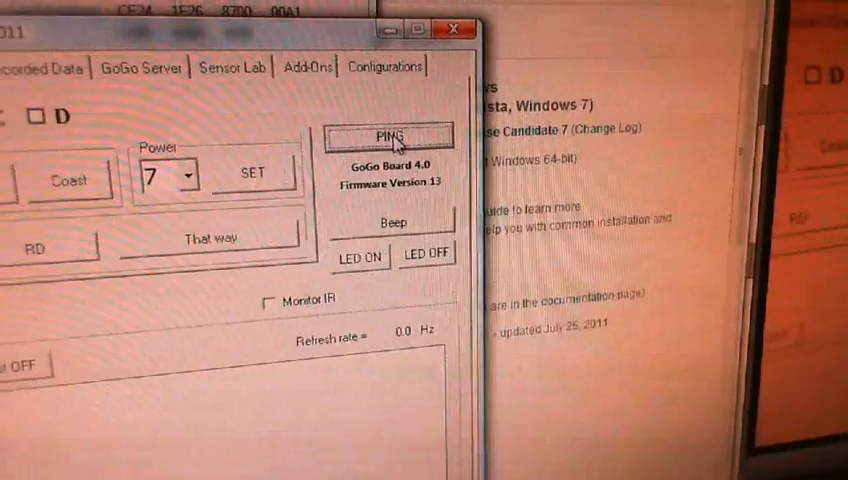 CE24 1E26 8700 00A1
011
corded Data GoGo Server Sensor Lab Add-Ons Configurations
D
Power
PING
GoGo Board 4.0
Firmware Version 13
Coast
7
SET
Beep
RD
That way
LED ON
LED OFF
Monitor IR
Refresh rate = 0.0 Hz
OFF
ws
sta, Windows 7)
se Candidate 7 (Change Log)
Windows 64-bit)
uide to learn more
elp you with common installation and
are in the documentation page)
- updated July 25, 2011
RD